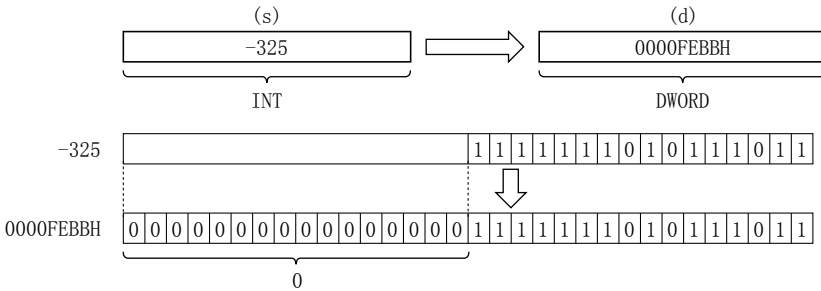 (s) (d)
-325 0000FEBBH
INT DWORD
-325 1 1 1 1 1 1 1 0 1 0 1 1 1 0 1 1
0000FEBBH 0 0 0 0 0 0 0 0 0 0 0 0 0 0 0 0 1 1 1 1 1 1 1 0 1 0 1 1 1 0 1 1
0